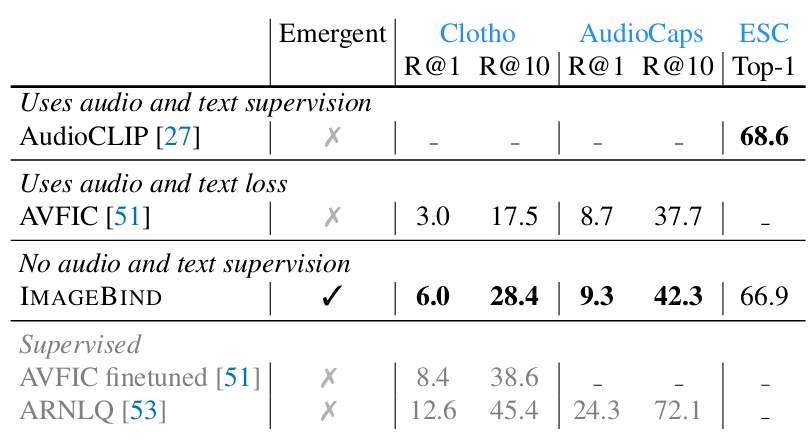 Emergent Clotho AudioCaps ESC
R@1 R@10 R@1 R@10 Top-1
Uses audio and text supervision
AudioCLIP [27] ✗ - - - - 68.6
Uses audio and text loss
AVFIC [51] ✗ 3.0 17.5 8.7 37.7 -
No audio and text supervision
IMAGEBIND ✓ 6.0 28.4 9.3 42.3 66.9
Supervised
AVFIC finetuned [51] ✗ 8.4 38.6 - - -
ARNLQ [53] ✗ 12.6 45.4 24.3 72.1 -